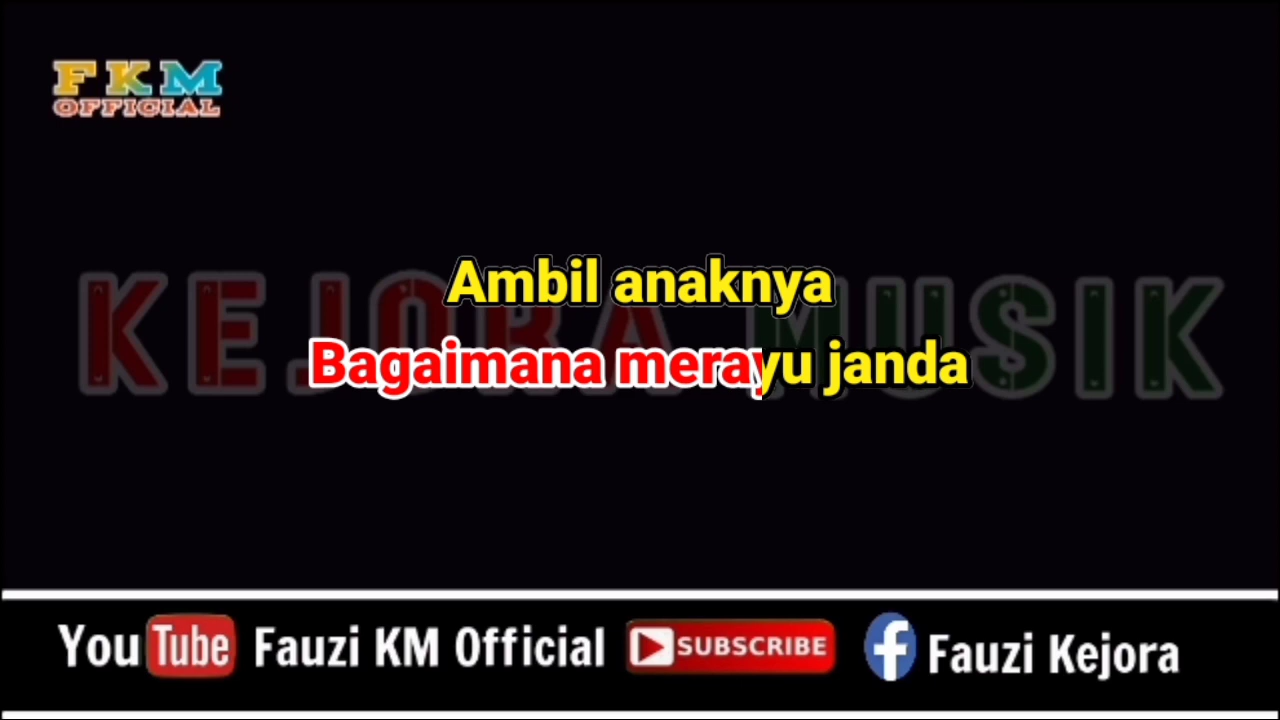 FKM
OFFICIAL
KEJORA MUSIK
Ambil anaknya
Bagaimana merayu janda
YouTube Fauzi KM Official SUBSCRIBE f Fauzi Kejora